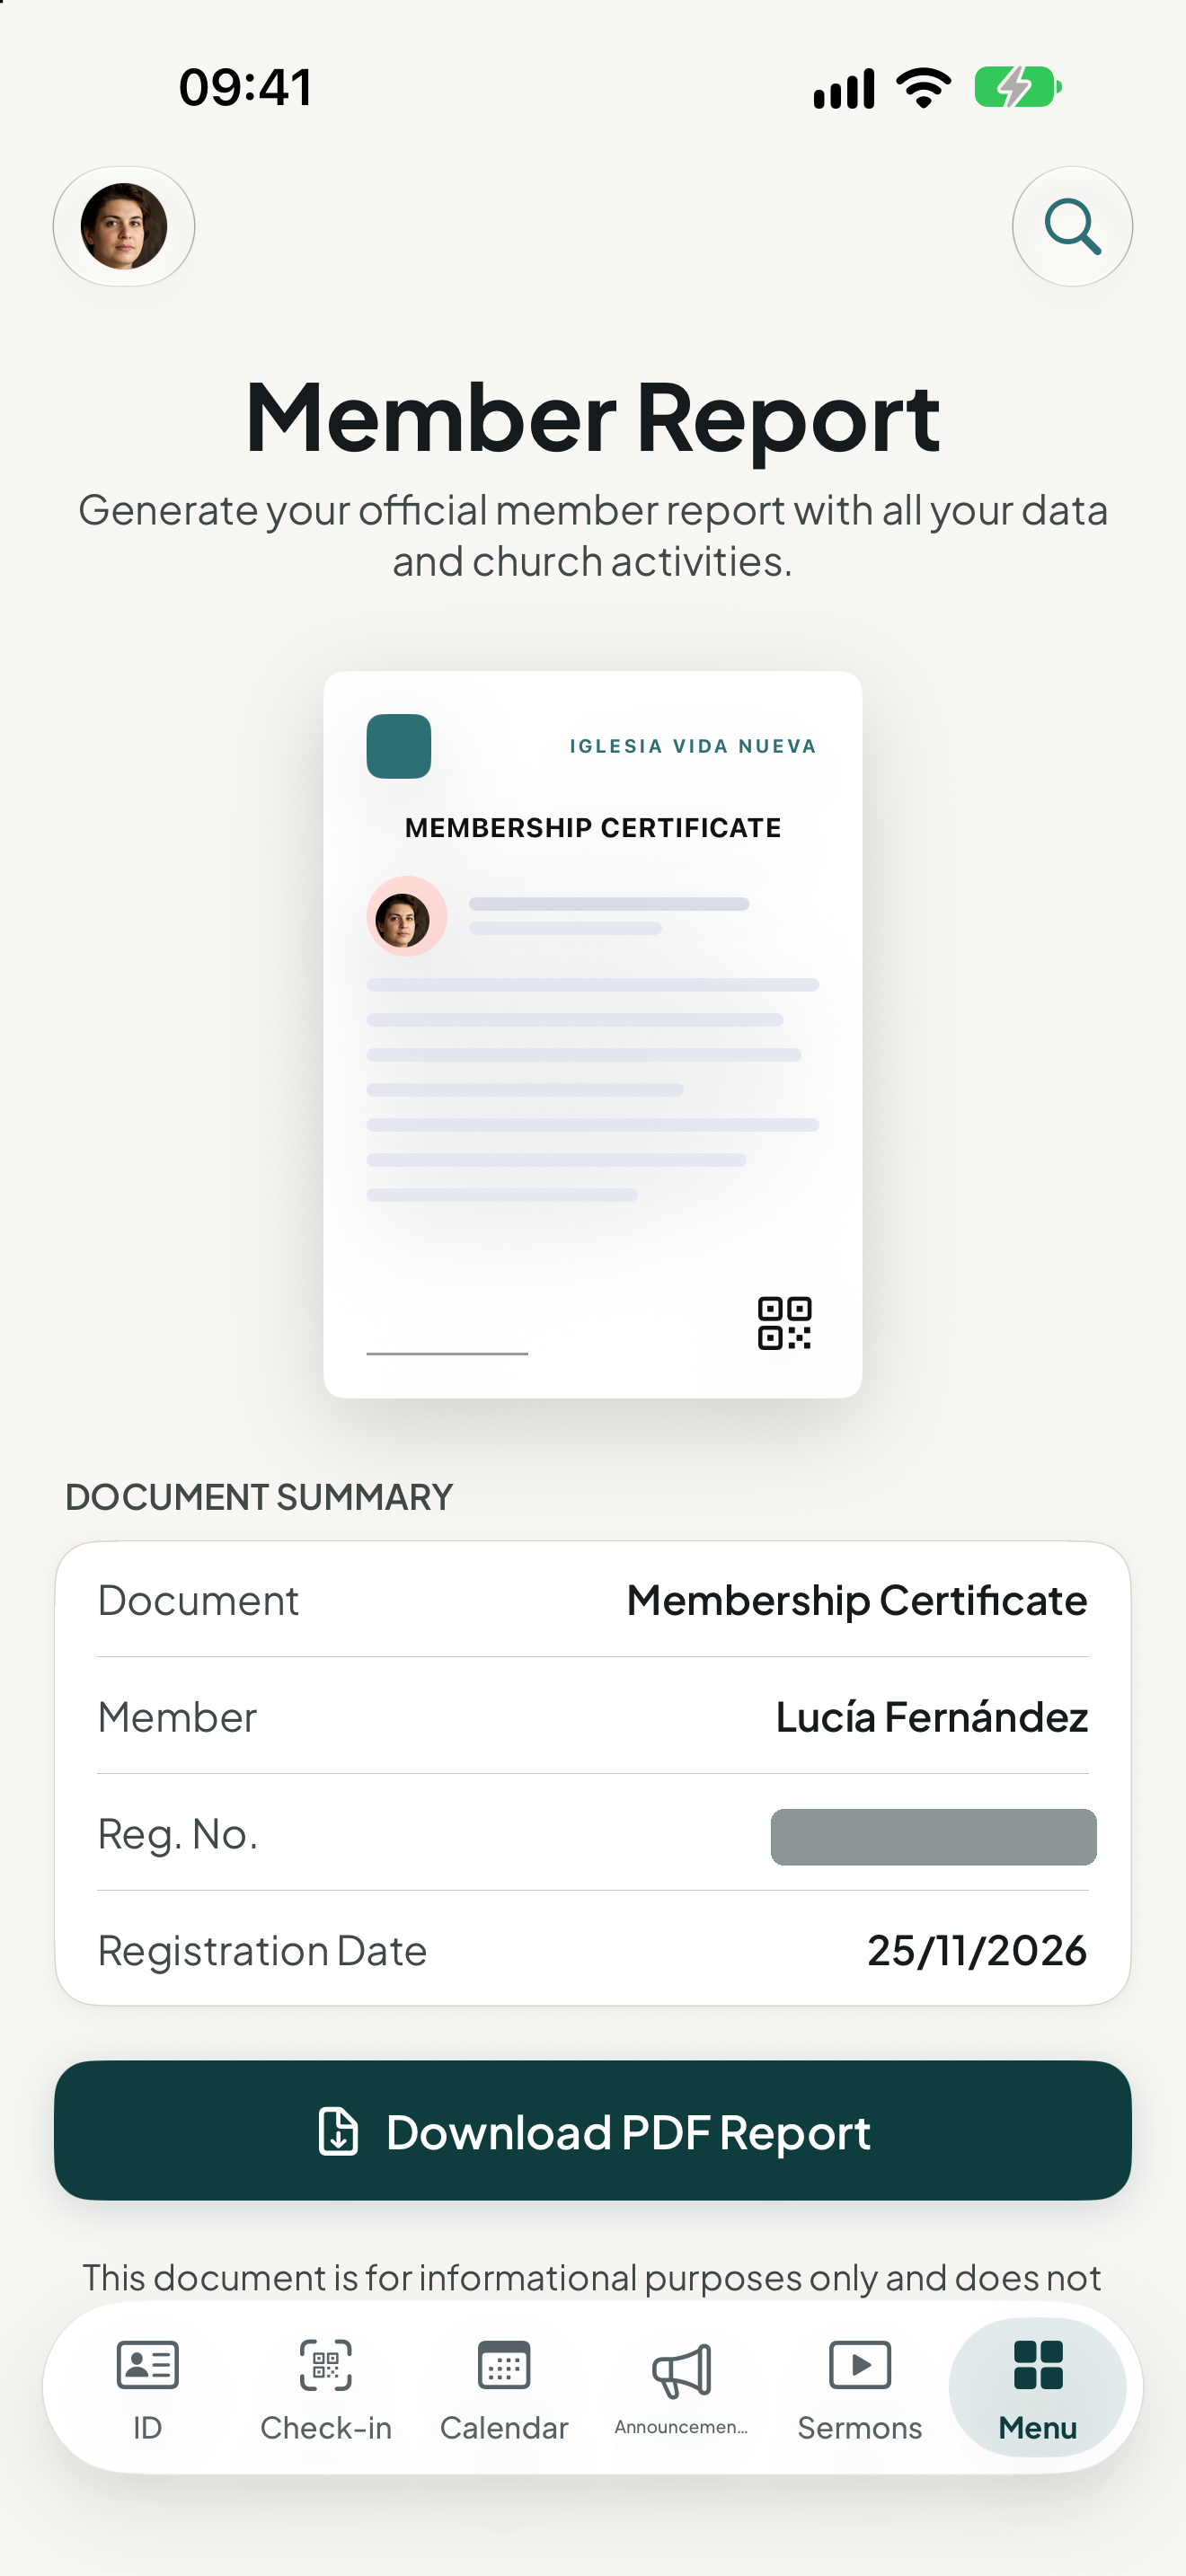 09:41
Member Report
Generate your official member report with all your data
and church activities.
IGLESIA VIDA NUEVA
MEMBERSHIP CERTIFICATE
DOCUMENT SUMMARY
Document Membership Certificate
Member Lucía Fernández
Reg. No.
Registration Date 25/11/2026
Download PDF Report
This document is for informational purposes only and does not
ID Check-in Calendar Announcemen... Sermons Menu